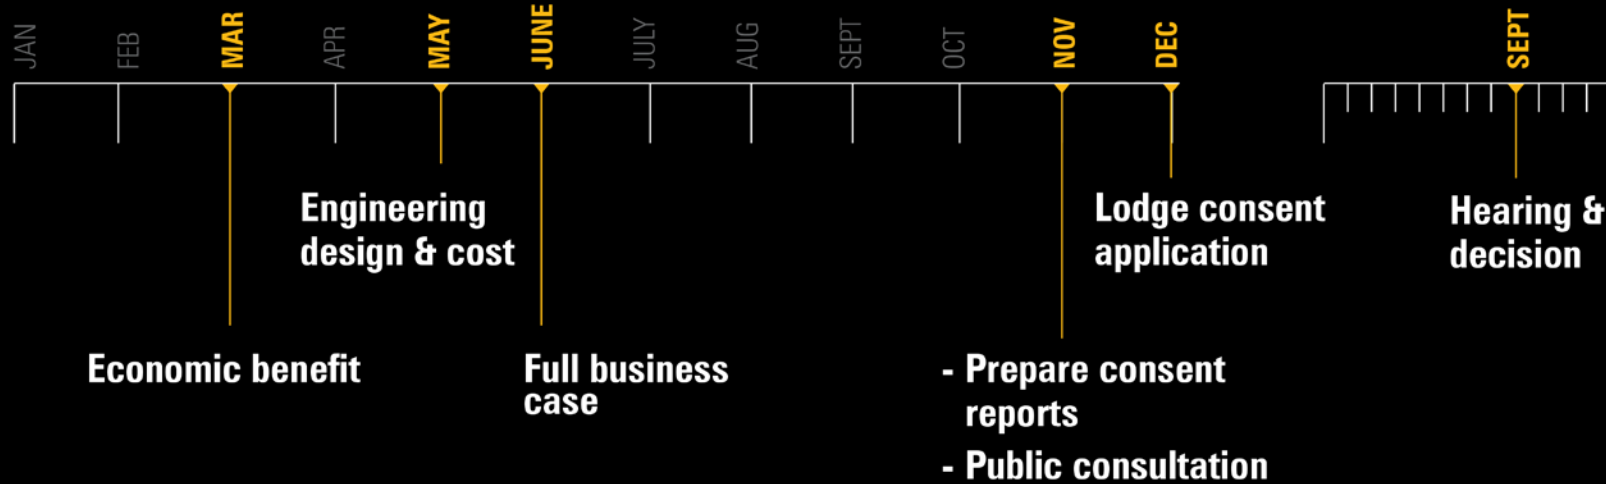 JAN
FEB
MAR
APR
MAY
JUNE
JULY
AUG
SEPT
OCT
NOV
DEC
SEPT
Engineering
design & cost
Lodge consent
application
Hearing &
decision
Economic benefit
Full business
case
- Prepare consent
reports
- Public consultation